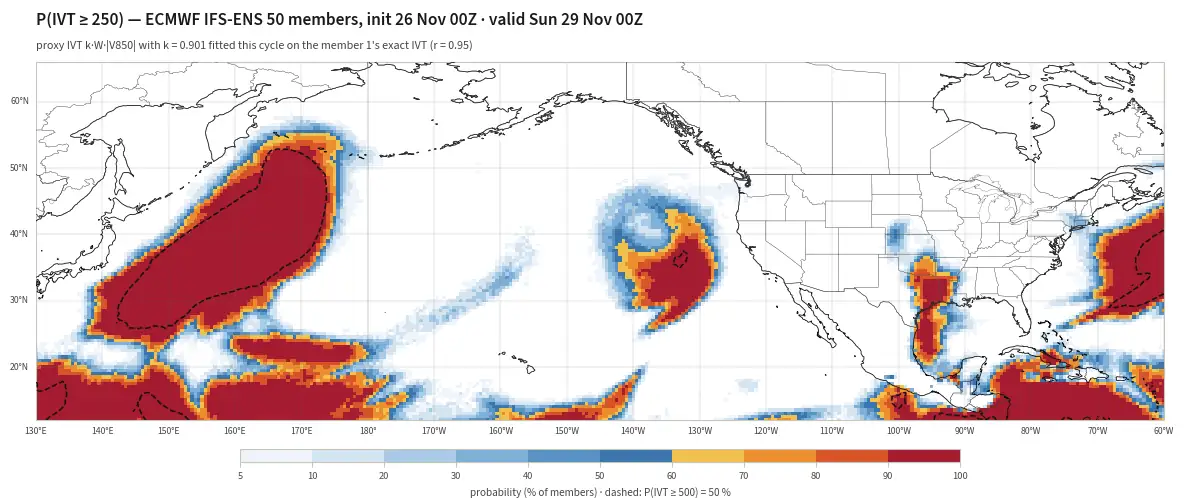 P(IVT ≥ 250) — ECMWF IFS-ENS 50 members, init 26 Nov 00Z · valid Sun 29 Nov 00Z
proxy IVT k·W·|V850| with k = 0.901 fitted this cycle on the member 1's exact IVT (r = 0.95)
60°N
50°N
40°N
30°N
20°N
130°E 140°E 150°E 160°E 170°E 180° 170°W 160°W 150°W 140°W 130°W 120°W 110°W 100°W 90°W 80°W 70°W 60°W
5 10 20 30 40 50 60 70 80 90 100
probability (% of members) · dashed: P(IVT ≥ 500) = 50 %